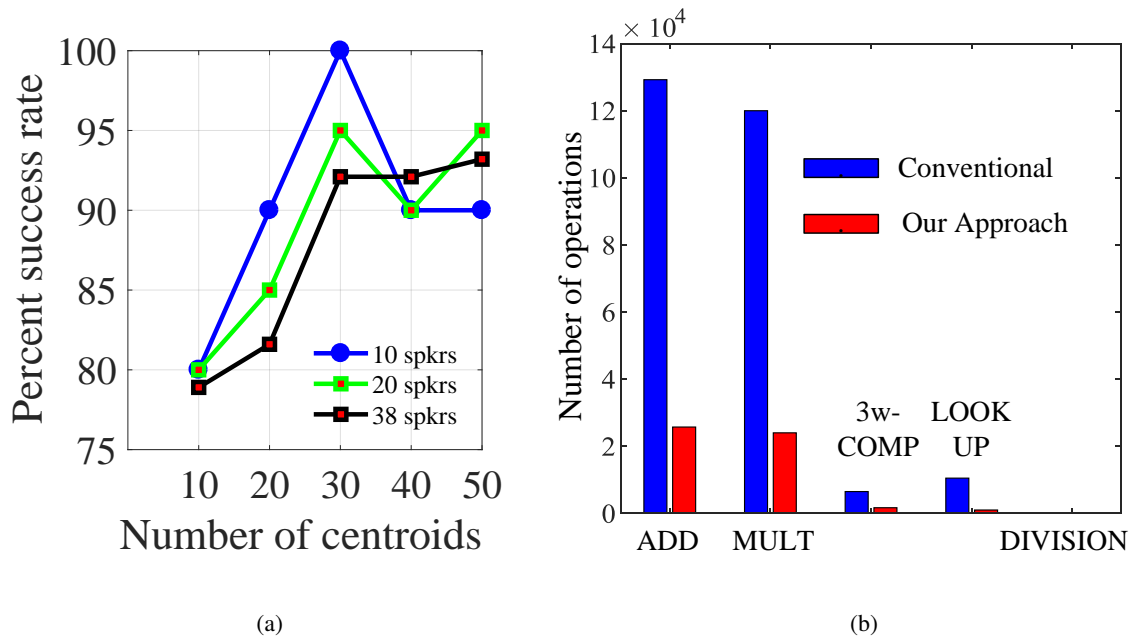 Percent success rate
100
95
90
85
80
75
10 20 30 40 50
Number of centroids
10 spkrs
20 spkrs
38 spkrs
(a)
× 10^4
Number of operations
14
12
10
8
6
4
2
0
Conventional
Our Approach
3w-
COMP
LOOK
UP
ADD MULT DIVISION
(b)